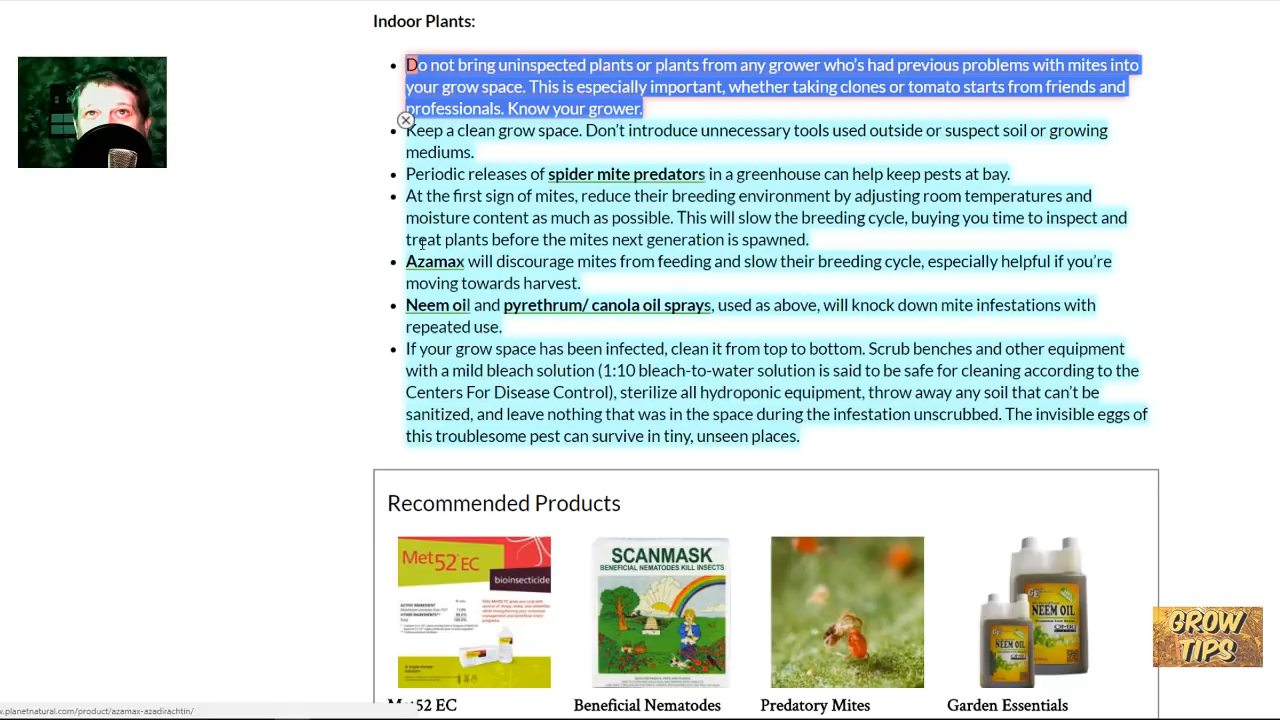 Indoor Plants:
Do not bring uninspected plants or plants from any grower who's had previous problems with mites into
your grow space. This is especially important, whether taking clones or tomato starts from friends and
professionals. Know your grower.
Keep a clean grow space. Don't introduce unnecessary tools used outside or suspect soil or growing
mediums.
Periodic releases of spider mite predators in a greenhouse can help keep pests at bay.
At the first sign of mites, reduce their breeding environment by adjusting room temperatures and
moisture content as much as possible. This will slow the breeding cycle, buying you time to inspect and
treat plants before the mites next generation is spawned.
Azamax will discourage mites from feeding and slow their breeding cycle, especially helpful if you're
moving towards harvest.
Neem oil and pyrethrum/ canola oil sprays, used as above, will knock down mite infestations with
repeated use.
If your grow space has been infected, clean it from top to bottom. Scrub benches and other equipment
with a mild bleach solution (1:10 bleach-to-water solution is said to be safe for cleaning according to the
Centers For Disease Control), sterilize all hydroponic equipment, throw away any soil that can't be
sanitized, and leave nothing that was in the space during the infestation unscrubbed. The invisible eggs of
this troublesome pest can survive in tiny, unseen places.
Recommended Products
Met52 EC
bioinsecticide
SCANMASK
BENEFICIAL NEMATODES KILL INSECTS
NEEM OIL
NEEM OIL
GROW
TIPS
Met52 EC
Beneficial Nematodes
Predatory Mites
Garden Essentials
w.planetnatural.com/product/azamax-azadirachtin/